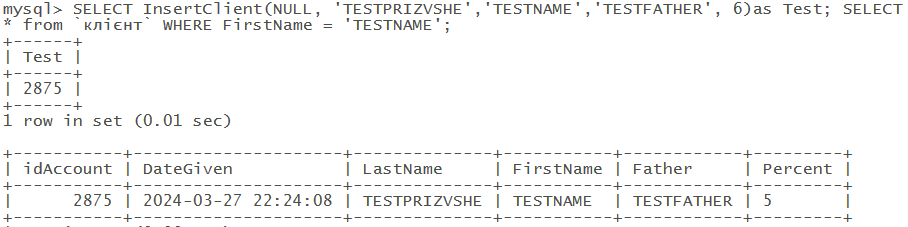 mysql> SELECT InsertClient(NULL, 'TESTPRIZVSHE','TESTNAME','TESTFATHER', 6)as Test; SELECT
* from `клієнт` WHERE FirstName = 'TESTNAME';
+------+
| Test |
+------+
| 2875 |
+------+
1 row in set (0.01 sec)
+-----------+---------------------+--------------+-----------+------------+---------+
| idAccount | DateGiven           | LastName     | FirstName | Father     | Percent |
+-----------+---------------------+--------------+-----------+------------+---------+
|      2875 | 2024-03-27 22:24:08 | TESTPRIZVSHE | TESTNAME  | TESTFATHER | 5       |
+-----------+---------------------+--------------+-----------+------------+---------+